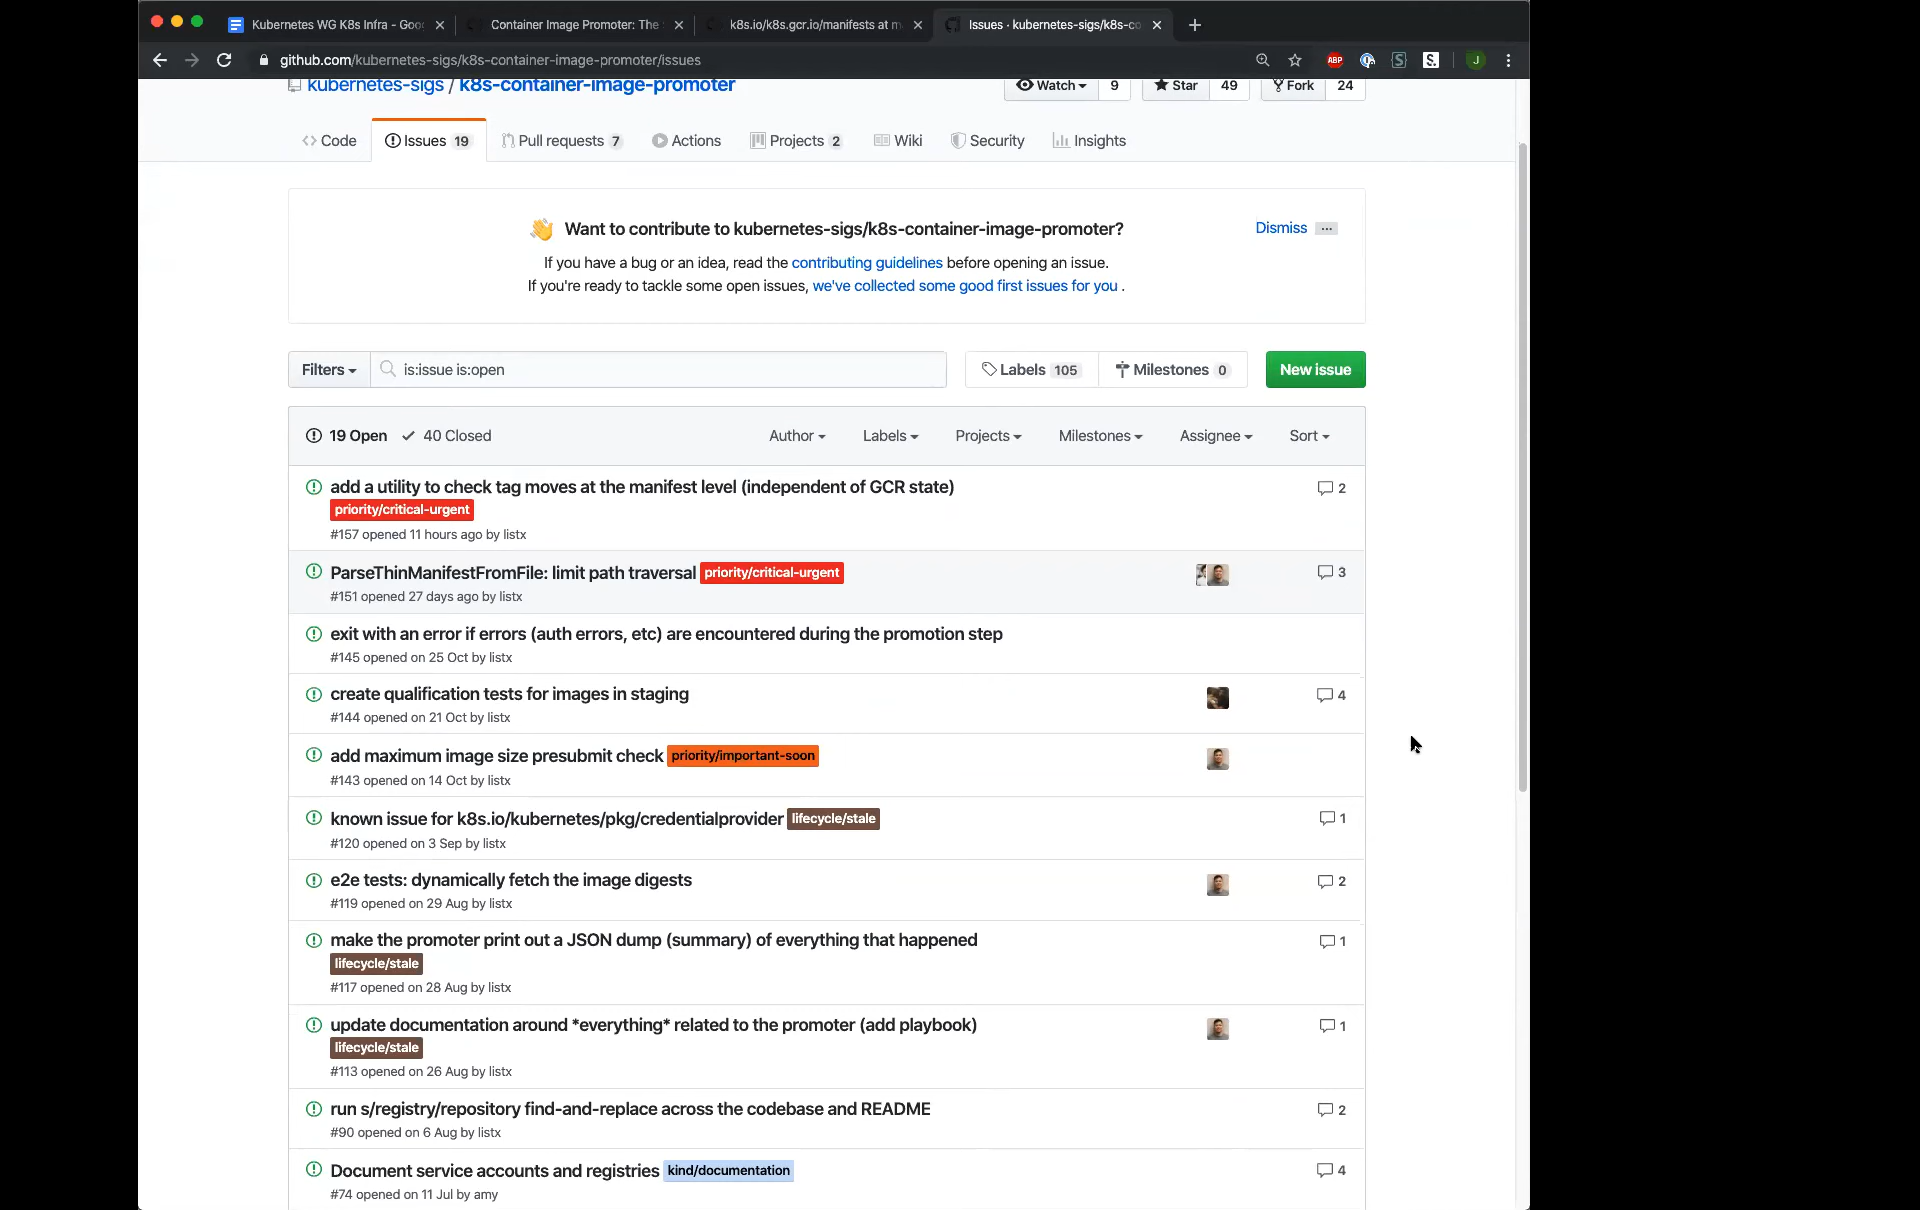 Kubernetes WG K8s Infra - Goo
Container Image Promoter: The
k8s.io/k8s.gcr.io/manifests at m
Issues · kubernetes-sigs/k8s-co
github.com/kubernetes-sigs/k8s-container-image-promoter/issues
ABP
J
kubernetes-sigs / k8s-container-image-promoter
Watch 9
Star 49
Fork 24
Code
Issues 19
Pull requests 7
Actions
Projects 2
Wiki
Security
Insights
Want to contribute to kubernetes-sigs/k8s-container-image-promoter?
Dismiss ...
If you have a bug or an idea, read the contributing guidelines before opening an issue.
If you're ready to tackle some open issues, we've collected some good first issues for you .
Filters
is:issue is:open
Labels 105
Milestones 0
New issue
19 Open
40 Closed
Author
Labels
Projects
Milestones
Assignee
Sort
add a utility to check tag moves at the manifest level (independent of GCR state)
2
priority/critical-urgent
#157 opened 11 hours ago by listx
ParseThinManifestFromFile: limit path traversal priority/critical-urgent
3
#151 opened 27 days ago by listx
exit with an error if errors (auth errors, etc) are encountered during the promotion step
#145 opened on 25 Oct by listx
create qualification tests for images in staging
4
#144 opened on 21 Oct by listx
add maximum image size presubmit check priority/important-soon
#143 opened on 14 Oct by listx
known issue for k8s.io/kubernetes/pkg/credentialprovider lifecycle/stale
1
#120 opened on 3 Sep by listx
e2e tests: dynamically fetch the image digests
2
#119 opened on 29 Aug by listx
make the promoter print out a JSON dump (summary) of everything that happened
1
lifecycle/stale
#117 opened on 28 Aug by listx
update documentation around *everything* related to the promoter (add playbook)
1
lifecycle/stale
#113 opened on 26 Aug by listx
run s/registry/repository find-and-replace across the codebase and README
2
#90 opened on 6 Aug by listx
Document service accounts and registries kind/documentation
4
#74 opened on 11 Jul by amy